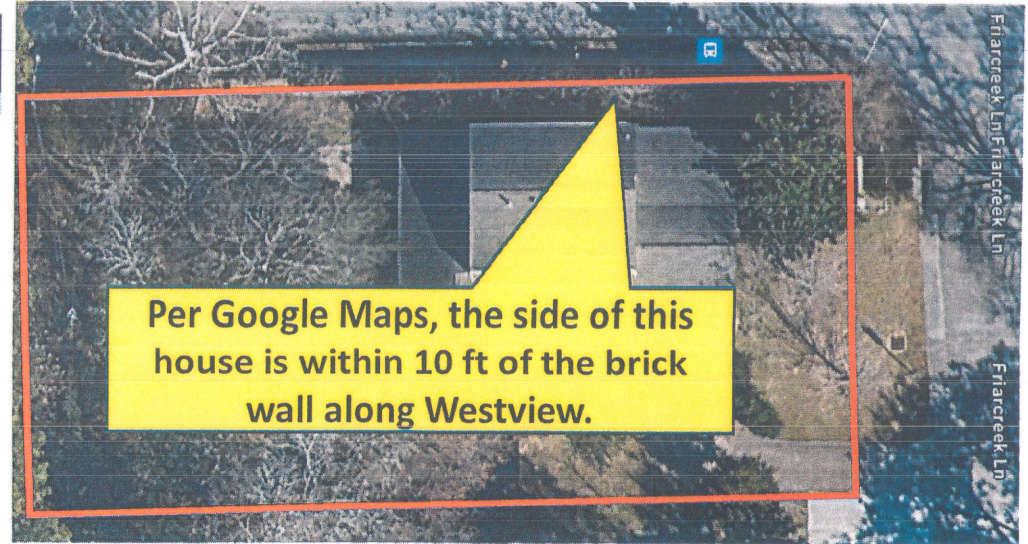 Per Google Maps, the side of this
house is within 10 ft of the brick
wall along Westview.
Friarcreek Ln Friarcreek Ln
Friarcreek Ln